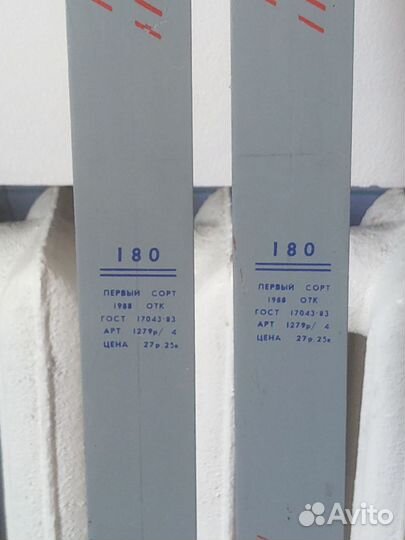 180
ПЕРВЫЙ СОРТ
1988 ОТК
ГОСТ 17043-83
АРТ. 1279р/ 4
ЦЕНА 27р.25к
180
ПЕРВЫЙ СОРТ
1988 ОТК
ГОСТ 17043-83
АРТ 1279р/ 4
ЦЕНА 27р.25к
Avito